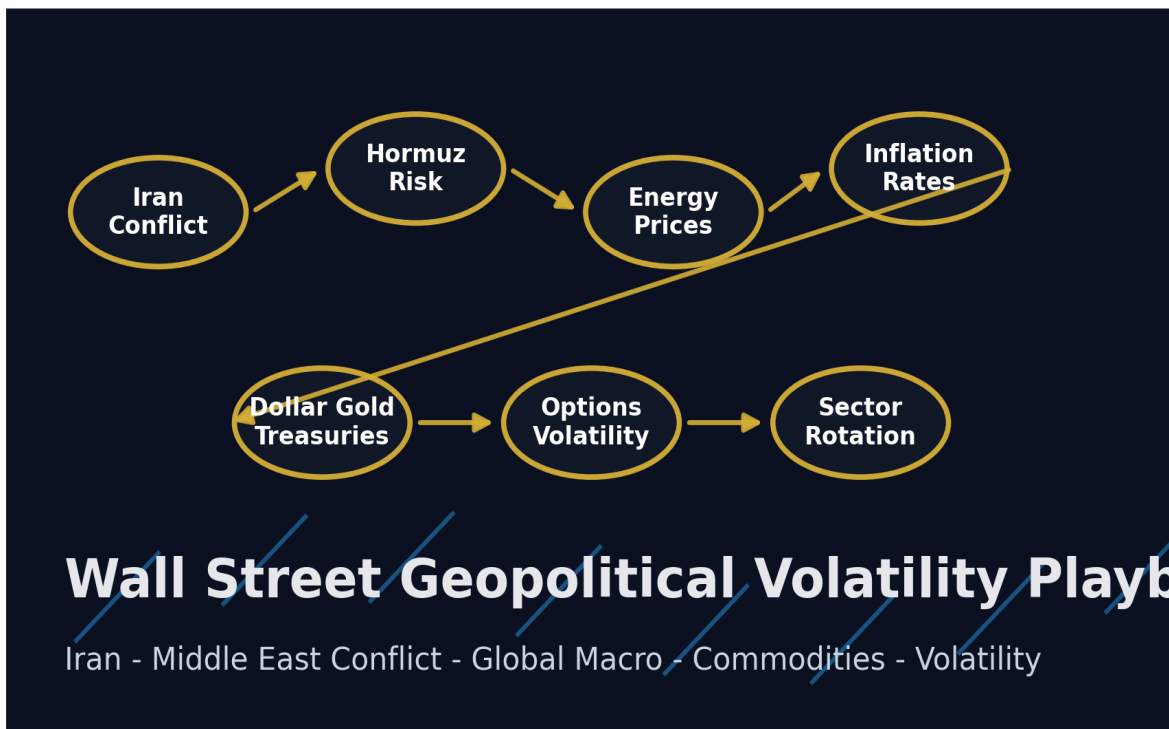 Iran
Conflict
Hormuz
Risk
Energy
Prices
Inflation
Rates
Dollar Gold
Treasuries
Options
Volatility
Sector
Rotation
Wall Street Geopolitical Volatility Playb
Iran - Middle East Conflict - Global Macro - Commodities - Volatility